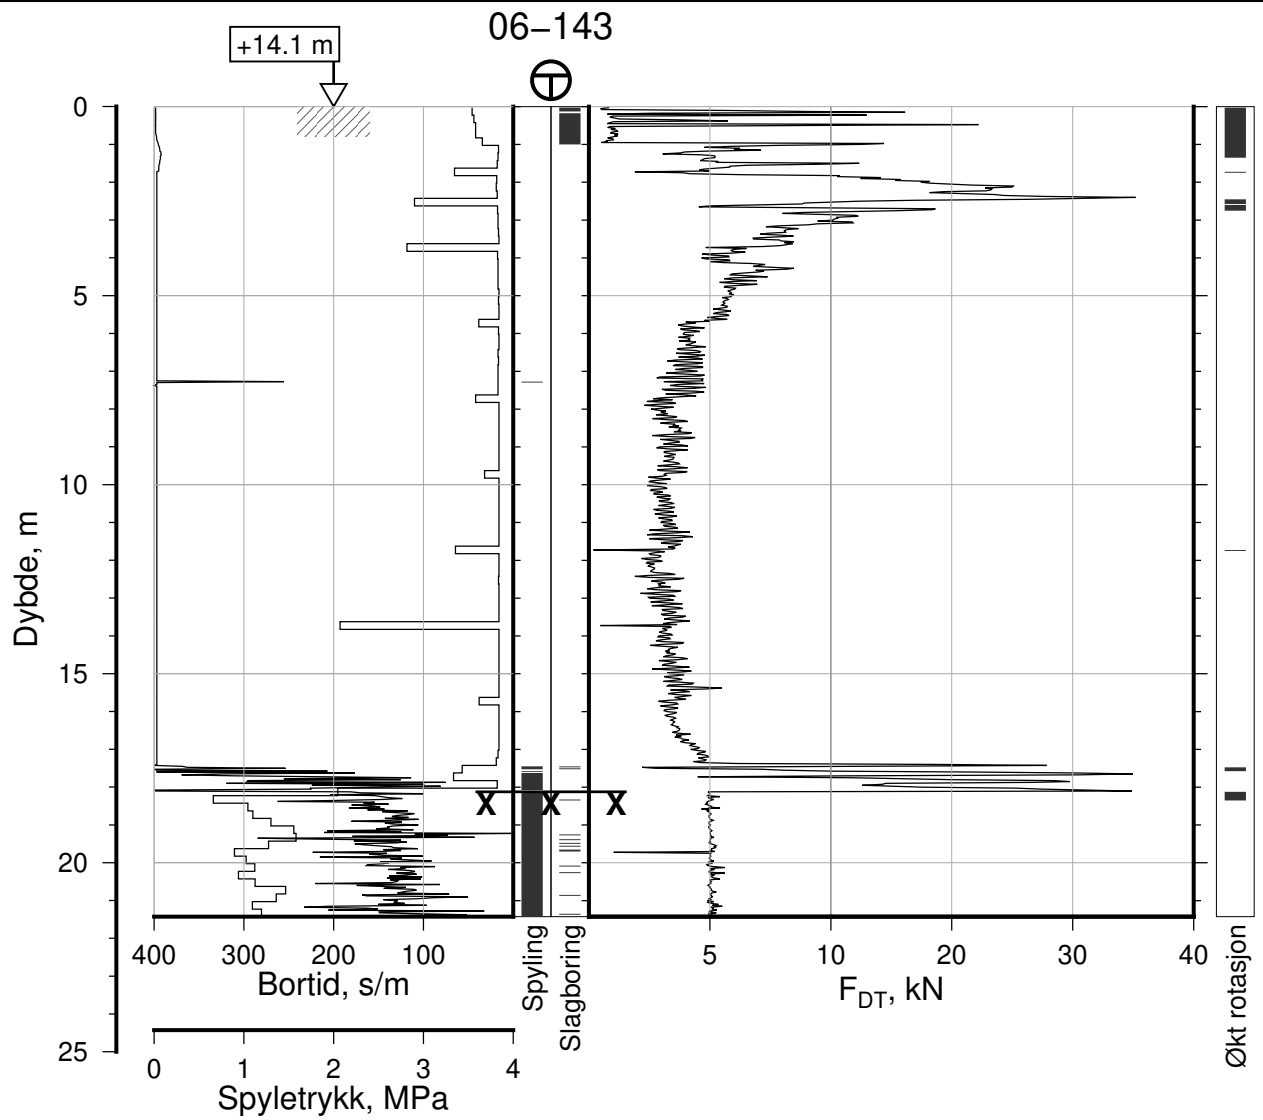 06–143
+14.1 m
0
5
10
15
20
25
Dybde, m
400 300 200 100
Bortid, s/m
0 1 2 3 4
Spyletrykk, MPa
Spyling
Slagboring
X X X
5 10 20 30 40
F_DT, kN
Økt rotasjon